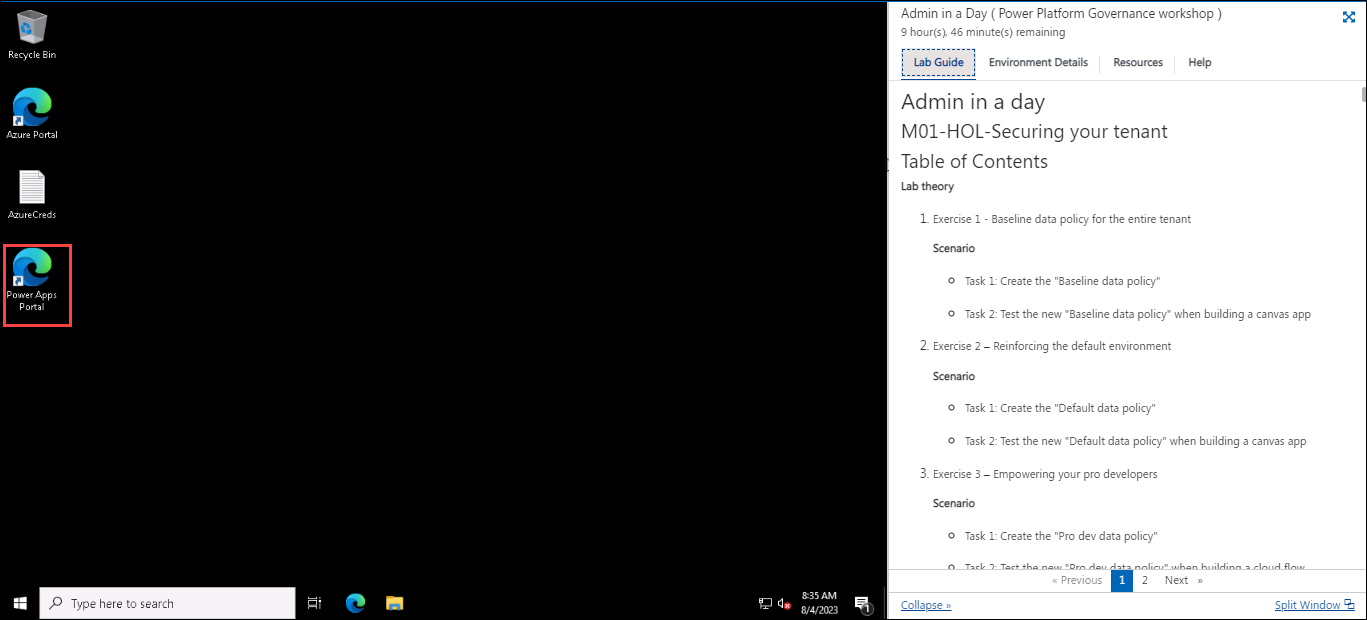 Recycle Bin
Azure Portal
AzureCreds
Power Apps
Portal
Type here to search
8:35 AM
8/4/2023
1
Admin in a Day ( Power Platform Governance workshop )
9 hour(s), 46 minute(s) remaining
Lab Guide
Environment Details
Resources
Help
Admin in a day
M01-HOL-Securing your tenant
Table of Contents
Lab theory
1. Exercise 1 - Baseline data policy for the entire tenant
Scenario
Task 1: Create the "Baseline data policy"
Task 2: Test the new "Baseline data policy" when building a canvas app
2. Exercise 2 – Reinforcing the default environment
Scenario
Task 1: Create the "Default data policy"
Task 2: Test the new "Default data policy" when building a canvas app
3. Exercise 3 – Empowering your pro developers
Scenario
Task 1: Create the "Pro dev data policy"
Task 2: Test the new "Pro dev data policy" when building a cloud flow
« Previous 1 2 Next »
Collapse »
Split Window